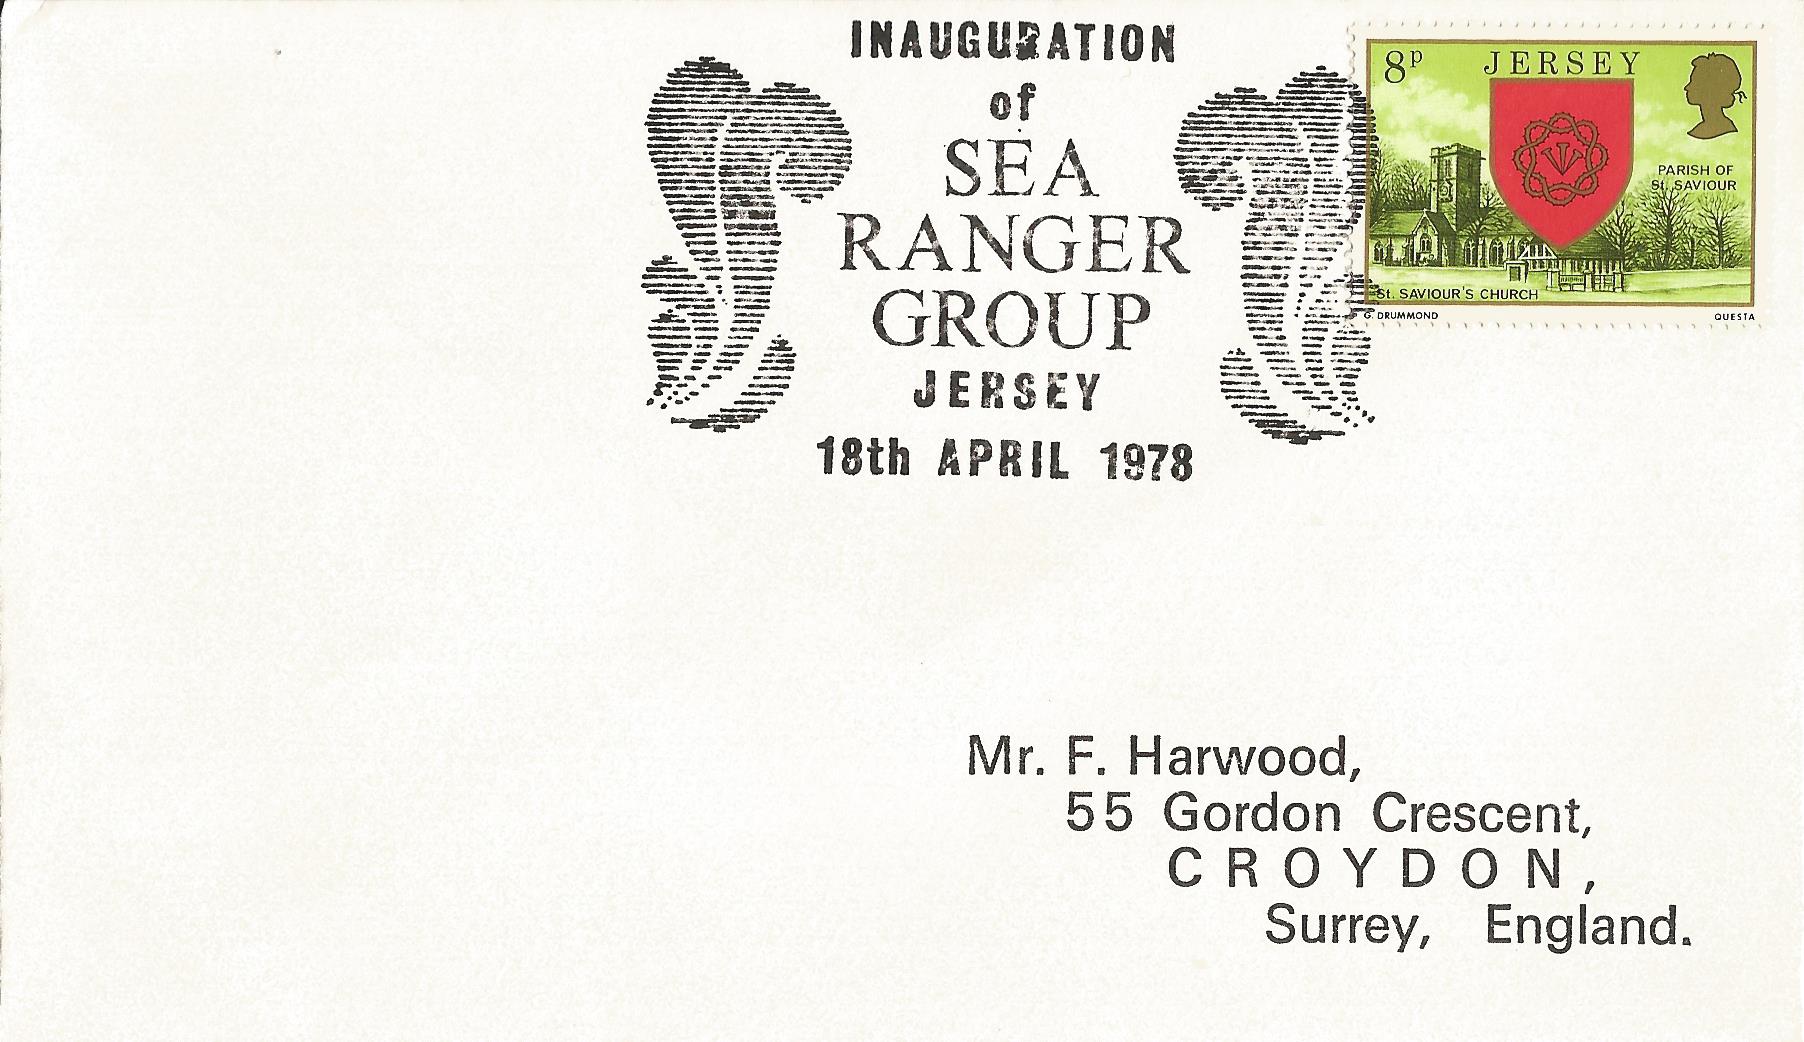 INAUGURATION
of
SEA
RANGER
GROUP
JERSEY
18th APRIL 1978
8p JERSEY
PARISH OF
St. SAVIOUR
St. SAVIOUR'S CHURCH
G. DRUMMOND QUESTA
Mr. F. Harwood,
55 Gordon Crescent,
CROYDON,
Surrey, England.